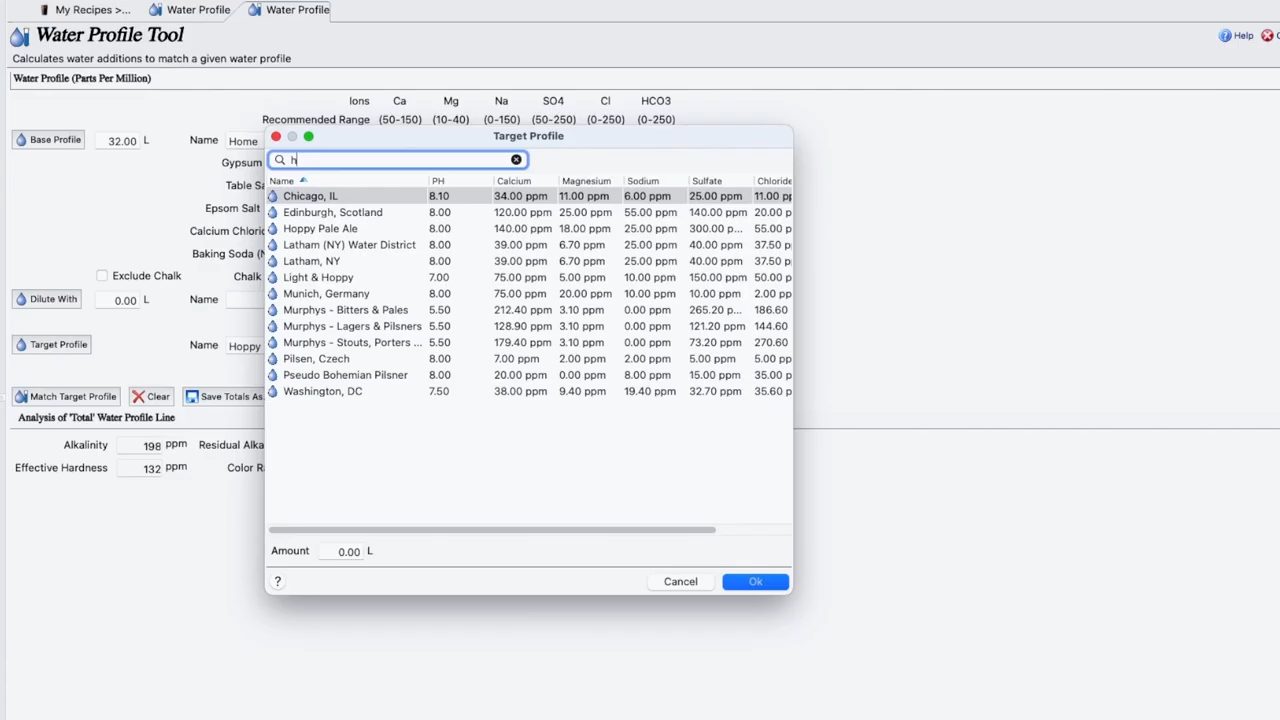 My Recipes >... Water Profile Water Profile
Water Profile Tool Help
Calculates water additions to match a given water profile
Water Profile (Parts Per Million)
Ions Ca Mg Na SO4 Cl HCO3
Recommended Range (50-150) (10-40) (0-150) (50-250) (0-250) (0-250)
Base Profile 32.00 L Name Home
Gypsum
Table Sa
Epsom Salt
Calcium Chlorid
Baking Soda (N
Exclude Chalk Chalk
Dilute With 0.00 L Name
Target Profile Name Hoppy
Match Target Profile Clear Save Totals As.
Analysis of 'Total' Water Profile Line
Alkalinity 198 ppm Residual Alka
Effective Hardness 132 ppm Color Ra
Target Profile
h
Name PH Calcium Magnesium Sodium Sulfate Chloride
Chicago, IL 8.10 34.00 ppm 11.00 ppm 6.00 ppm 25.00 ppm 11.00 pp
Edinburgh, Scotland 8.00 120.00 ppm 25.00 ppm 55.00 ppm 140.00 ppm 20.00 p
Hoppy Pale Ale 8.00 140.00 ppm 18.00 ppm 25.00 ppm 300.00 p... 55.00 p
Latham (NY) Water District 8.00 39.00 ppm 6.70 ppm 25.00 ppm 40.00 ppm 37.50 p
Latham, NY 8.00 39.00 ppm 6.70 ppm 25.00 ppm 40.00 ppm 37.50 p
Light & Hoppy 7.00 75.00 ppm 5.00 ppm 10.00 ppm 150.00 ppm 50.00 p
Munich, Germany 8.00 75.00 ppm 20.00 ppm 10.00 ppm 10.00 ppm 2.00 pp
Murphys - Bitters & Pales 5.50 212.40 ppm 3.10 ppm 0.00 ppm 265.20 p... 186.60
Murphys - Lagers & Pilsners 5.50 128.90 ppm 3.10 ppm 0.00 ppm 121.20 ppm 144.60
Murphys - Stouts, Porters ... 5.50 179.40 ppm 3.10 ppm 0.00 ppm 73.20 ppm 270.60
Pilsen, Czech 8.00 7.00 ppm 2.00 ppm 2.00 ppm 5.00 ppm 5.00 pp
Pseudo Bohemian Pilsner 8.00 20.00 ppm 0.00 ppm 8.00 ppm 15.00 ppm 35.00 p
Washington, DC 7.50 38.00 ppm 9.40 ppm 19.40 ppm 32.70 ppm 35.60 p
Amount 0.00 L
? Cancel Ok